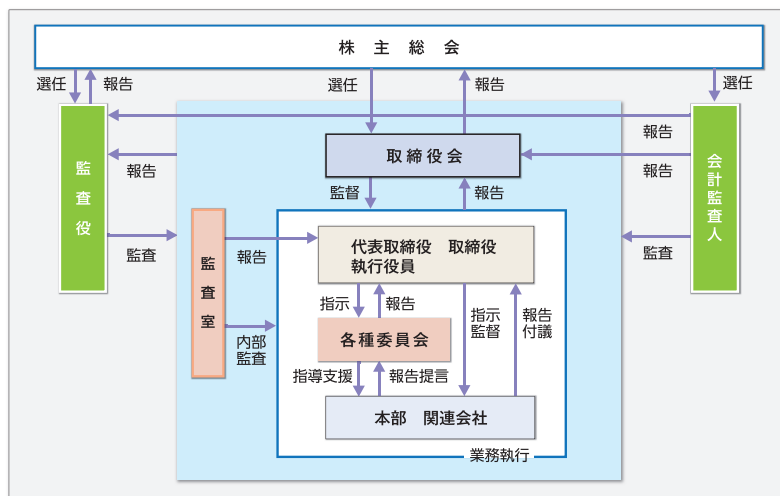 株主総会
選任
報告
選任
報告
選任
監査役
報告
取締役会
報告
報告
会計監査人
報告
監督
報告
監査
監査
監査室
報告
代表取締役 取締役
執行役員
指示
報告
指示
監督
報告
付議
各種委員会
内部
監査
指導支援
報告提言
本部 関連会社
業務執行